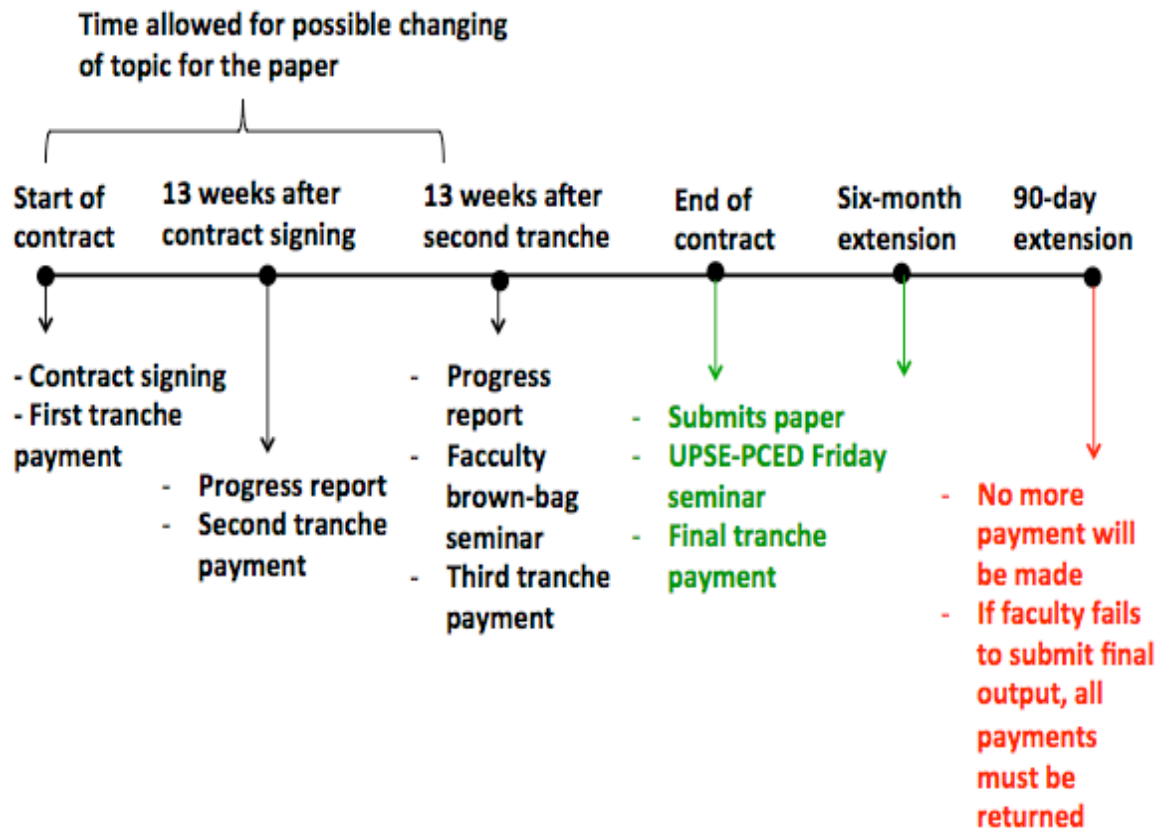 Time allowed for possible changing
of topic for the paper
Start of
contract
13 weeks after
contract signing
13 weeks after
second tranche
End of
contract
Six-month
extension
90-day
extension
- Contract signing
- First tranche
payment
- Progress report
- Second tranche
payment
- Progress
report
- Facculty
brown-bag
seminar
- Third tranche
payment
- Submits paper
- UPSE-PCED Friday
seminar
- Final tranche
payment
- No more
payment will
be made
- If faculty fails
to submit final
output, all
payments
must be
returned